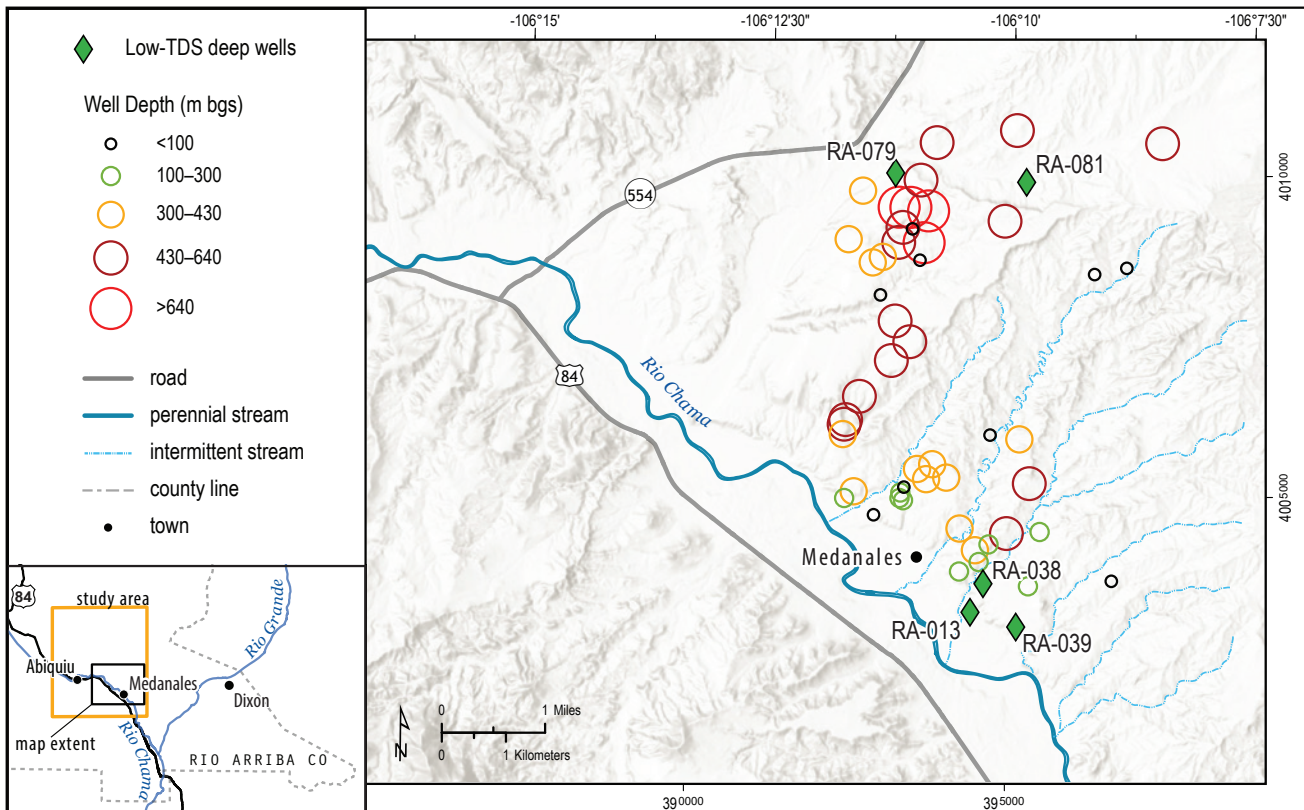 -106°15'
-106°12'30"
-106°10'
-106°7'30"
Low-TDS deep wells
Well Depth (m bgs)
<100
100–300
300–430
430–640
>640
road
perennial stream
intermittent stream
county line
town
84
study area
Abiquiu
Medanales
Rio Grande
Dixon
map extent
Rio Chama
RIO ARRIBA CO
RA-079
RA-081
554
4010000
Rio Chama
84
4005000
Medanales
RA-038
RA-013
RA-039
N
0 1 Miles
0 1 Kilometers
390000
395000